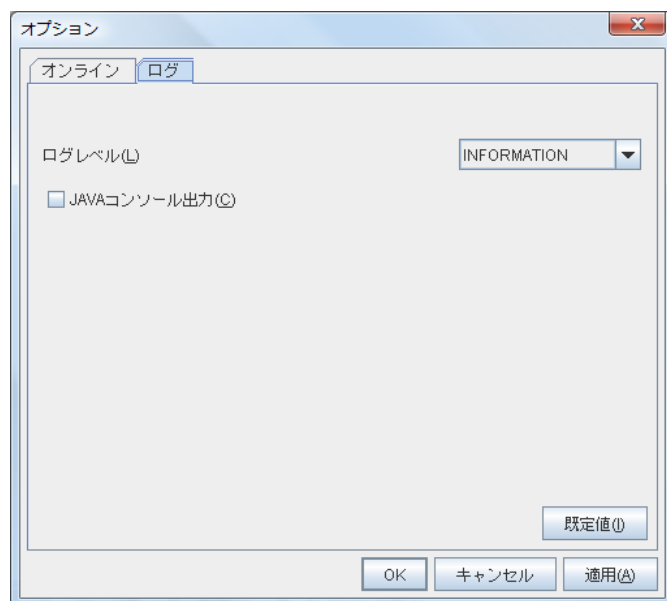 オプション
オンライン ログ
ログレベル(L) INFORMATION
JAVAコンソール出力(C)
既定値(I)
OK キャンセル 適用(A)